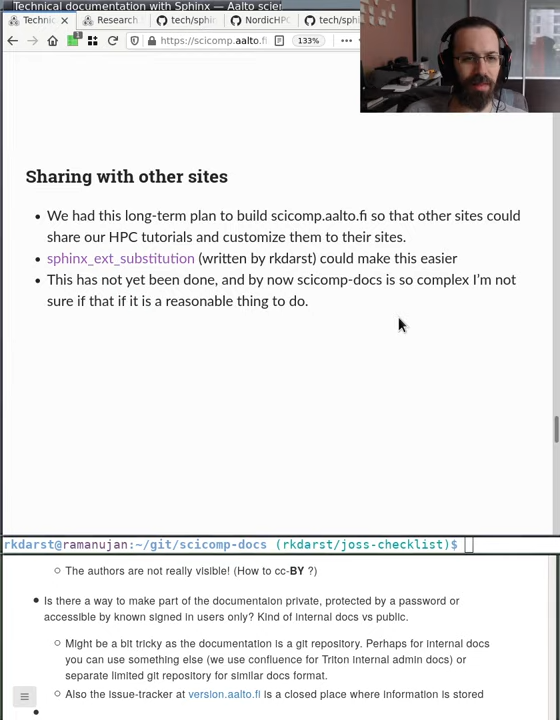 Technical documentation with Sphinx — Aalto scien
Technic
Research
tech/sphin
NordicHPC
tech/sphi
https://scicomp.aalto.fi
133%
Sharing with other sites
• We had this long-term plan to build scicomp.aalto.fi so that other sites could
share our HPC tutorials and customize them to their sites.
• sphinx_ext_substitution (written by rkdarst) could make this easier
• This has not yet been done, and by now scicomp-docs is so complex I'm not
sure if that if it is a reasonable thing to do.
rkdarst@ramanujan:~/git/scicomp-docs (rkdarst/joss-checklist)$
The authors are not really visible! (How to cc-BY ?)
• Is there a way to make part of the documentaion private, protected by a password or
accessible by known signed in users only? Kind of internal docs vs public.
Might be a bit tricky as the documentation is a git repository. Perhaps for internal docs
you can use something else (we use confluence for Triton internal admin docs) or
separate limited git repository for similar docs format.
Also the issue-tracker at version.aalto.fi is a closed place where information is stored